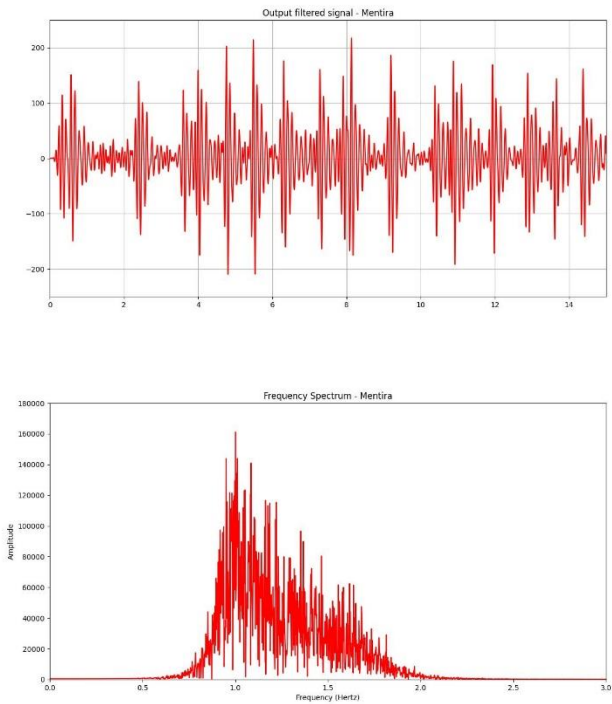 Output filtered signal - Mentira
200
100
0
−100
−200
0 2 4 6 8 10 12 14
Frequency Spectrum - Mentira
180000
160000
140000
120000
100000
80000
60000
40000
20000
0
Amplitude
0.0 0.5 1.0 1.5 2.0 2.5 3.0
Frequency (Hertz)